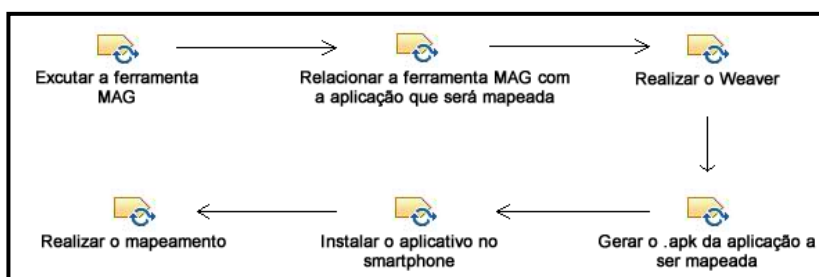 Excutar a ferramenta
MAG
Relacionar a ferramenta MAG com
a aplicação que será mapeada
Realizar o Weaver
Gerar o .apk da aplicação a
ser mapeada
Instalar o aplicativo no
smartphone
Realizar o mapeamento